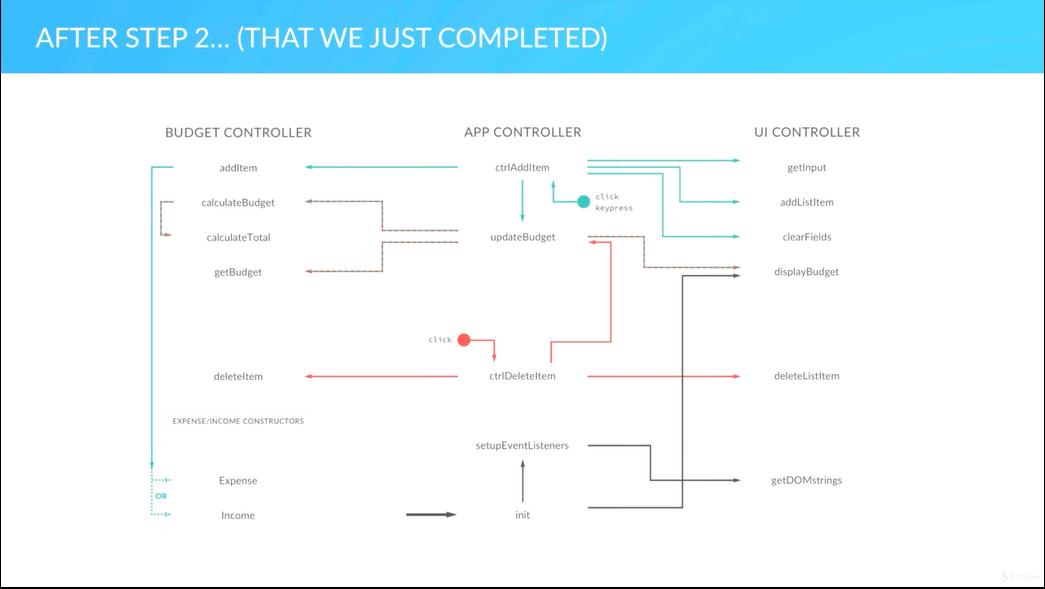 AFTER STEP 2... (THAT WE JUST COMPLETED)
BUDGET CONTROLLER
APP CONTROLLER
UI CONTROLLER
addItem
ctrlAddItem
getInput
calculateBudget
click
keypress
addListItem
calculateTotal
updateBudget
clearFields
getBudget
displayBudget
click
deleteItem
ctrlDeleteItem
deleteListItem
EXPENSE/INCOME CONSTRUCTORS
setupEventListeners
Expense
getDOMstrings
OR
Income
init